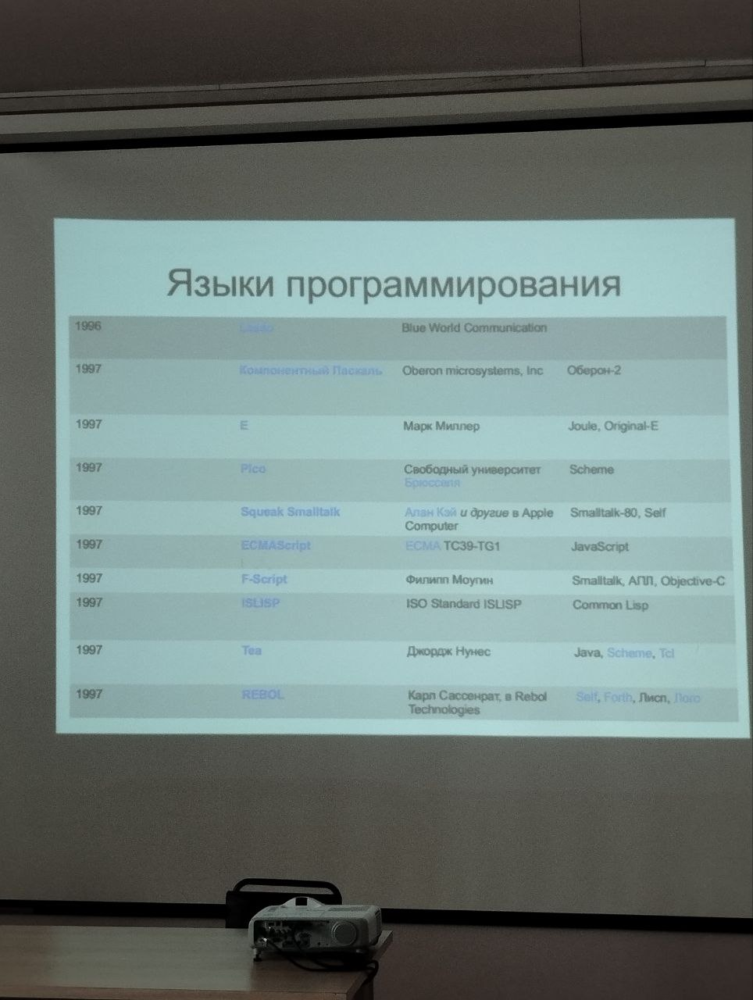 Языки программирования
1996 Lasso Blue World Communication
1997 Компонентный Паскаль Oberon microsystems, Inc Оберон-2
1997 E Марк Миллер Joule, Original-E
1997 Pico Свободный университет Scheme
Брюсселя
1997 Squeak Smalltalk Алан Кэй и другие в Apple Smalltalk-80, Self
Computer
1997 ECMAScript ECMA TC39-TG1 JavaScript
1997 F-Script Филипп Моугин Smalltalk, АПЛ, Objective-C
1997 ISLISP ISO Standard ISLISP Common Lisp
1997 Tea Джордж Нунес Java, Scheme, Tcl
1997 REBOL Карл Сассенрат, в Rebol Self, Forth, Лисп, Лого
Technologies